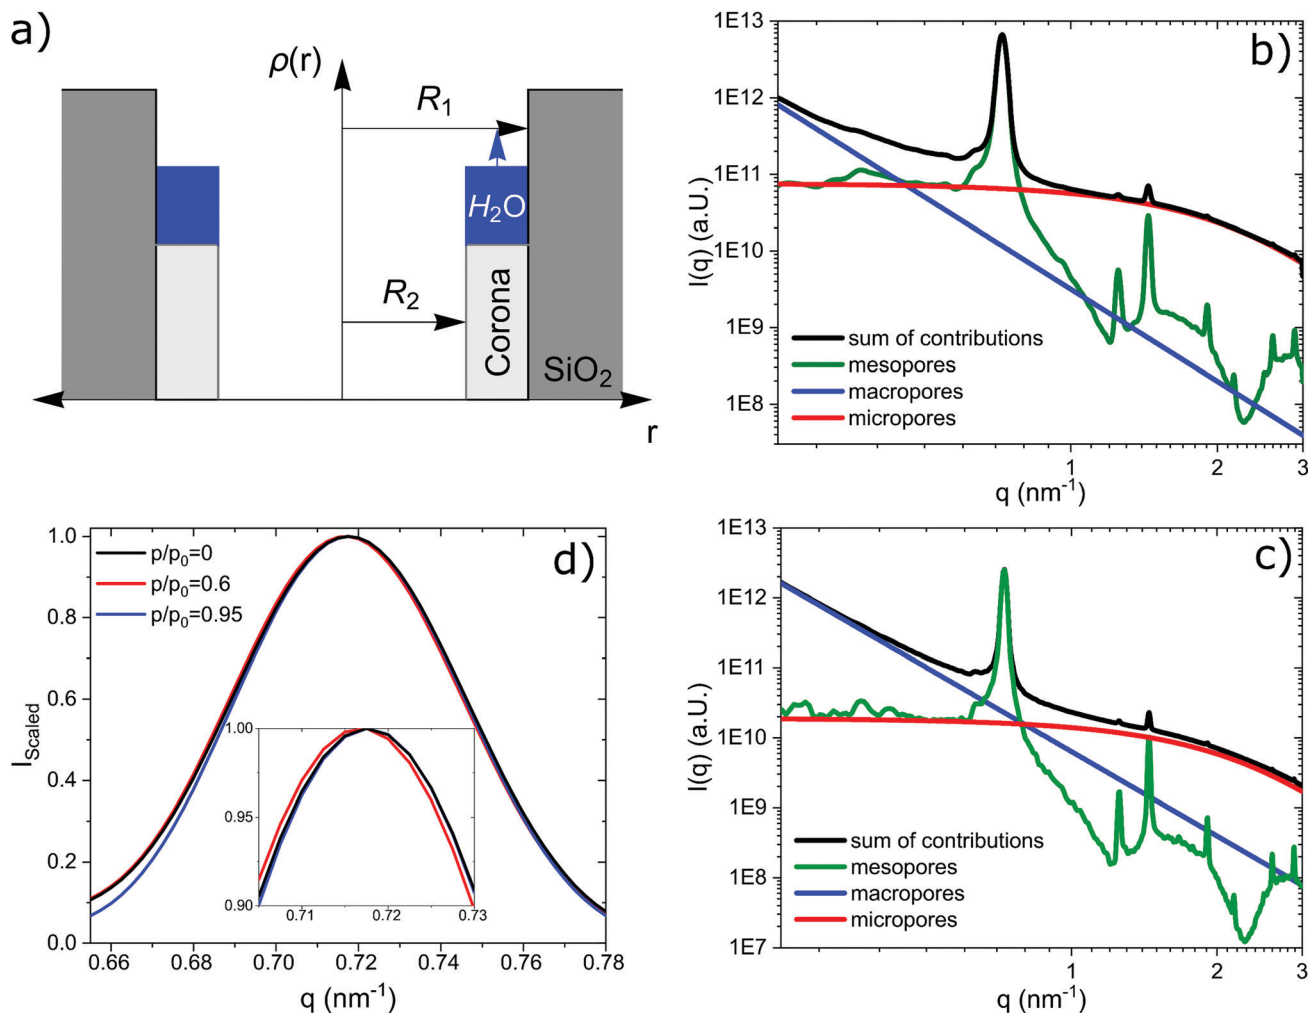 a)
ρ(r)
R₁
H₂O
R₂
Corona
SiO₂
r
b)
1E13
1E12
1E11
1E10
1E9
1E8
I(q) (a.U.)
sum of contributions
mesopores
macropores
micropores
1 2 3
q (nm⁻¹)
d)
p/p₀=0
p/p₀=0.6
p/p₀=0.95
1.0
0.8
0.6
0.4
0.2
0.0
I_Scaled
1.00
0.95
0.90
0.71 0.72 0.73
0.66 0.68 0.70 0.72 0.74 0.76 0.78
q (nm⁻¹)
c)
1E13
1E12
1E11
1E10
1E9
1E8
1E7
I(q) (a.U.)
sum of contributions
mesopores
macropores
micropores
1 2 3
q (nm⁻¹)